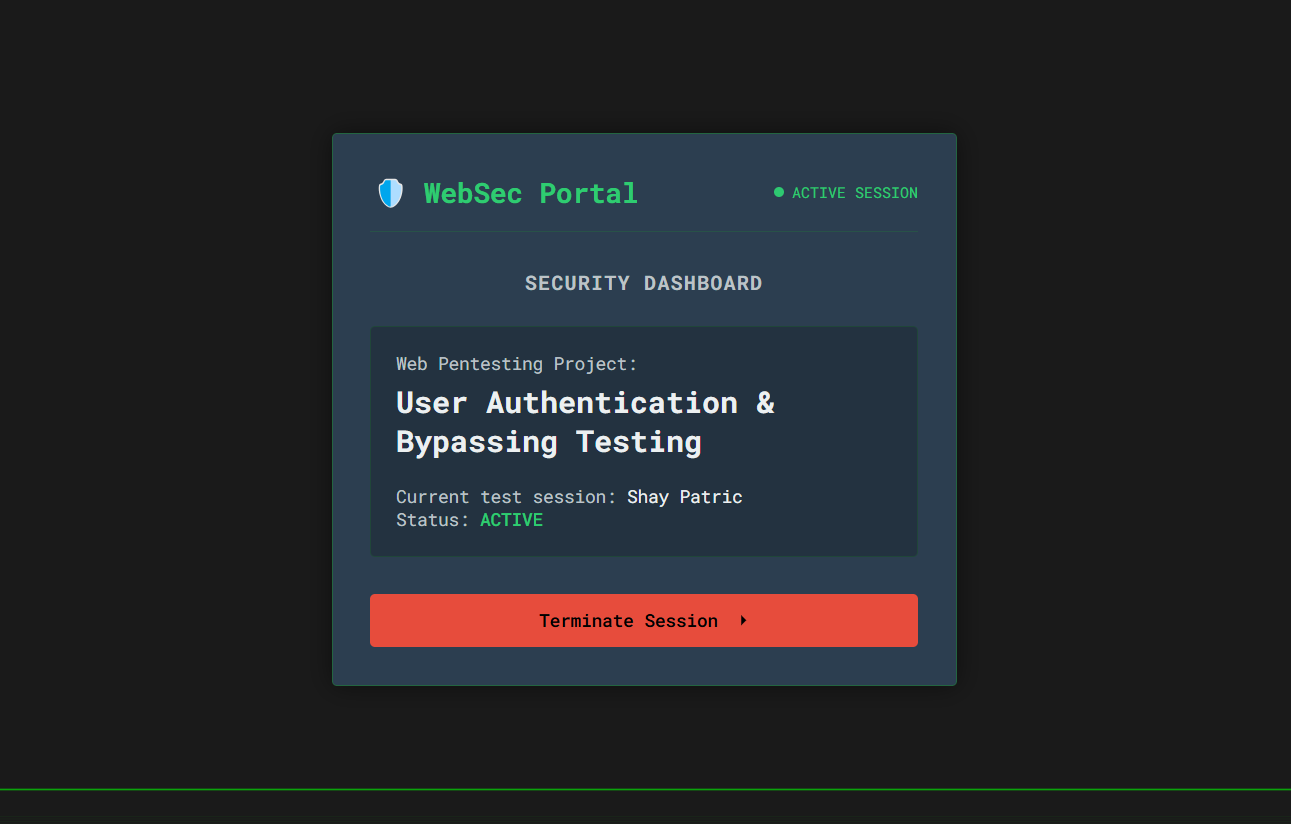 WebSec Portal
ACTIVE SESSION
SECURITY DASHBOARD
Web Pentesting Project:
User Authentication &
Bypassing Testing
Current test session: Shay Patric
Status: ACTIVE
Terminate Session